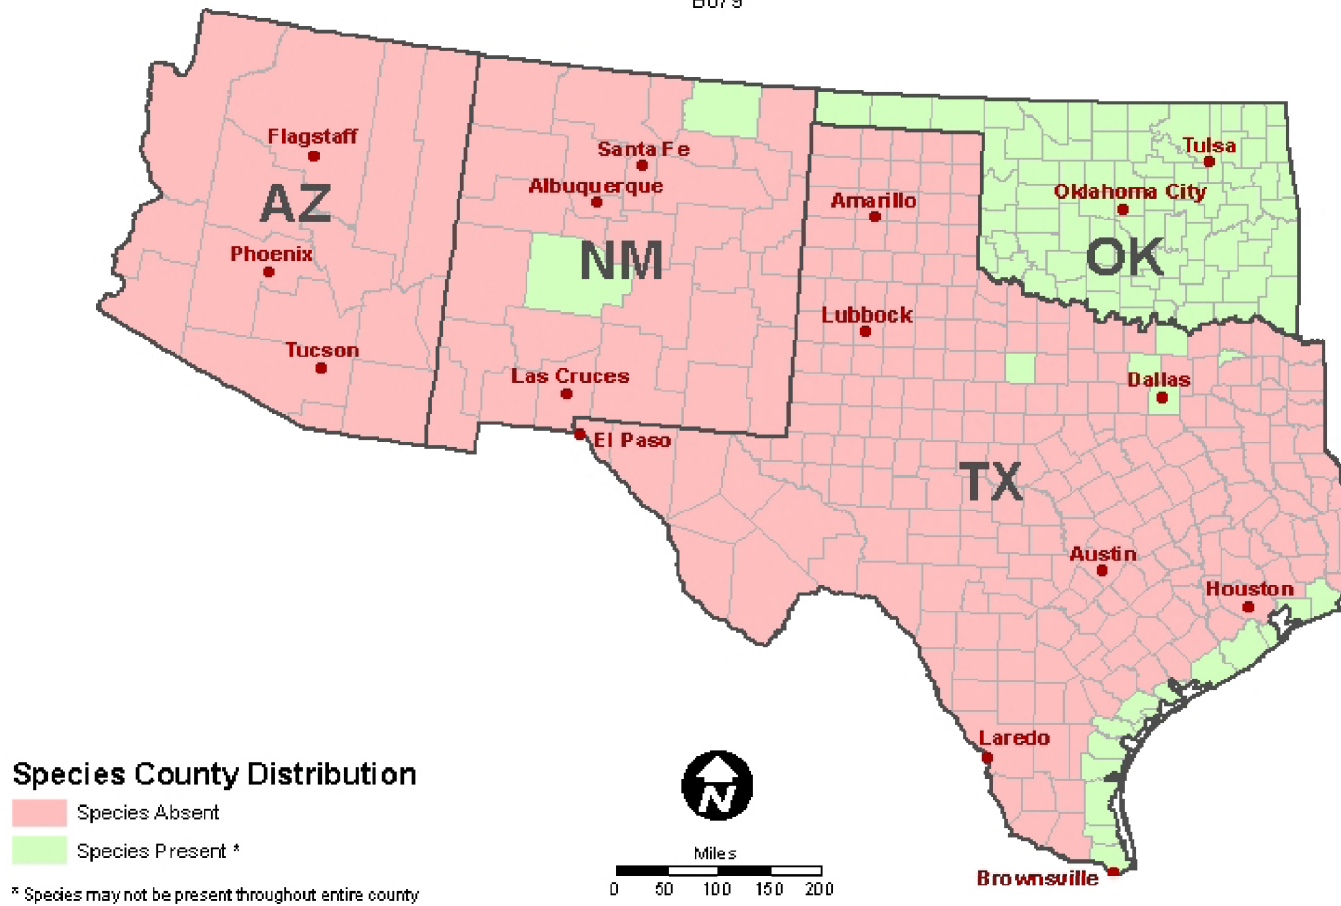 B079
Flagstaff
Santa Fe
Tulsa
Albuquerque
AZ
Amarillo
Oklahoma City
Phoenix
NM
OK
Lubbock
Tucson
Las Cruces
Dallas
El Paso
TX
Austin
Houston
Laredo
Species County Distribution
Species Absent
Species Present *
* Species may not be present throughout entire county
N
Miles
0 50 100 150 200
Brownsville